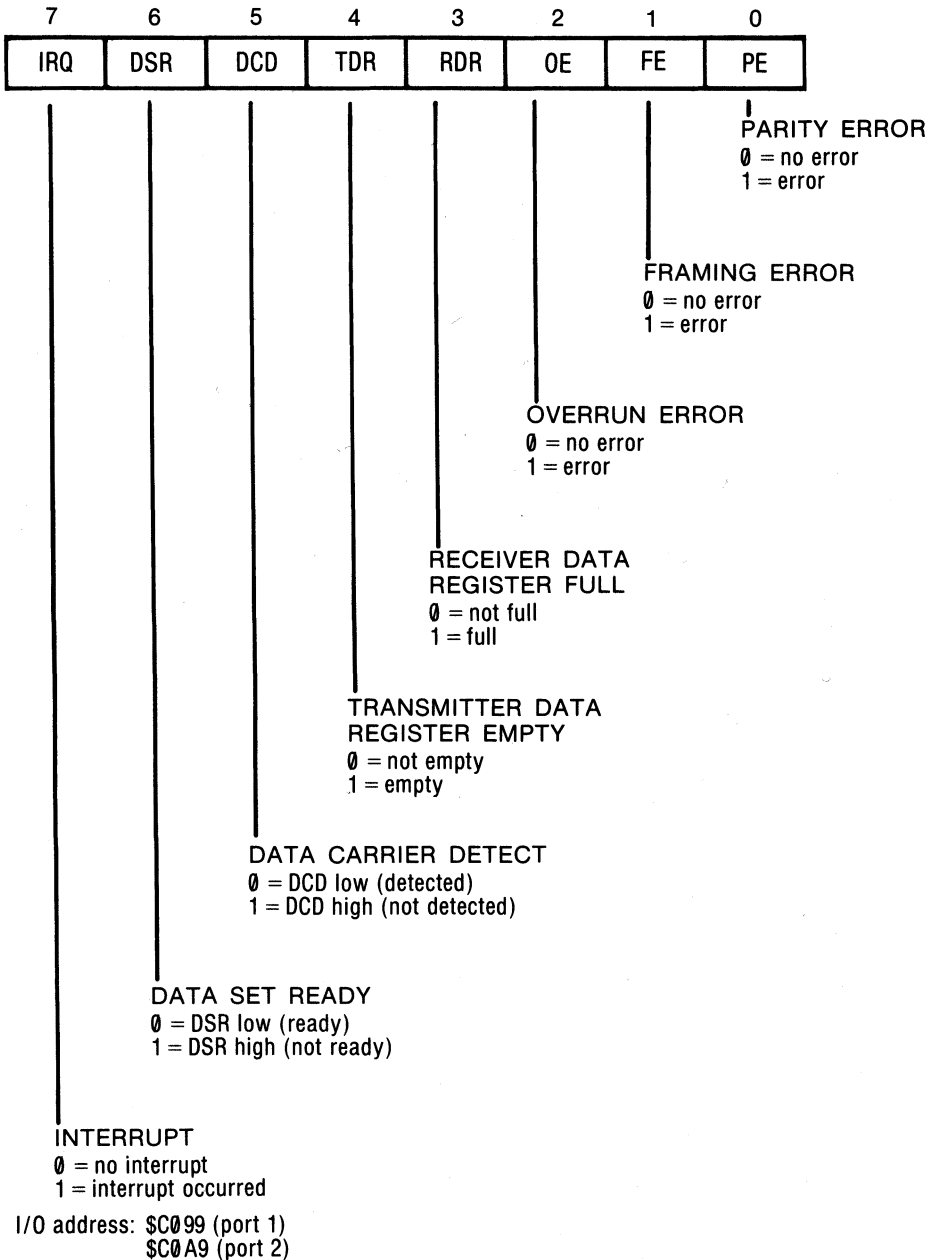 7 6 5 4 3 2 1 0
IRQ DSR DCD TDR RDR OE FE PE
PARITY ERROR
0 = no error
1 = error
FRAMING ERROR
0 = no error
1 = error
OVERRUN ERROR
0 = no error
1 = error
RECEIVER DATA
REGISTER FULL
0 = not full
1 = full
TRANSMITTER DATA
REGISTER EMPTY
0 = not empty
1 = empty
DATA CARRIER DETECT
0 = DCD low (detected)
1 = DCD high (not detected)
DATA SET READY
0 = DSR low (ready)
1 = DSR high (not ready)
INTERRUPT
0 = no interrupt
1 = interrupt occurred
I/O address: $C099 (port 1)
$C0A9 (port 2)